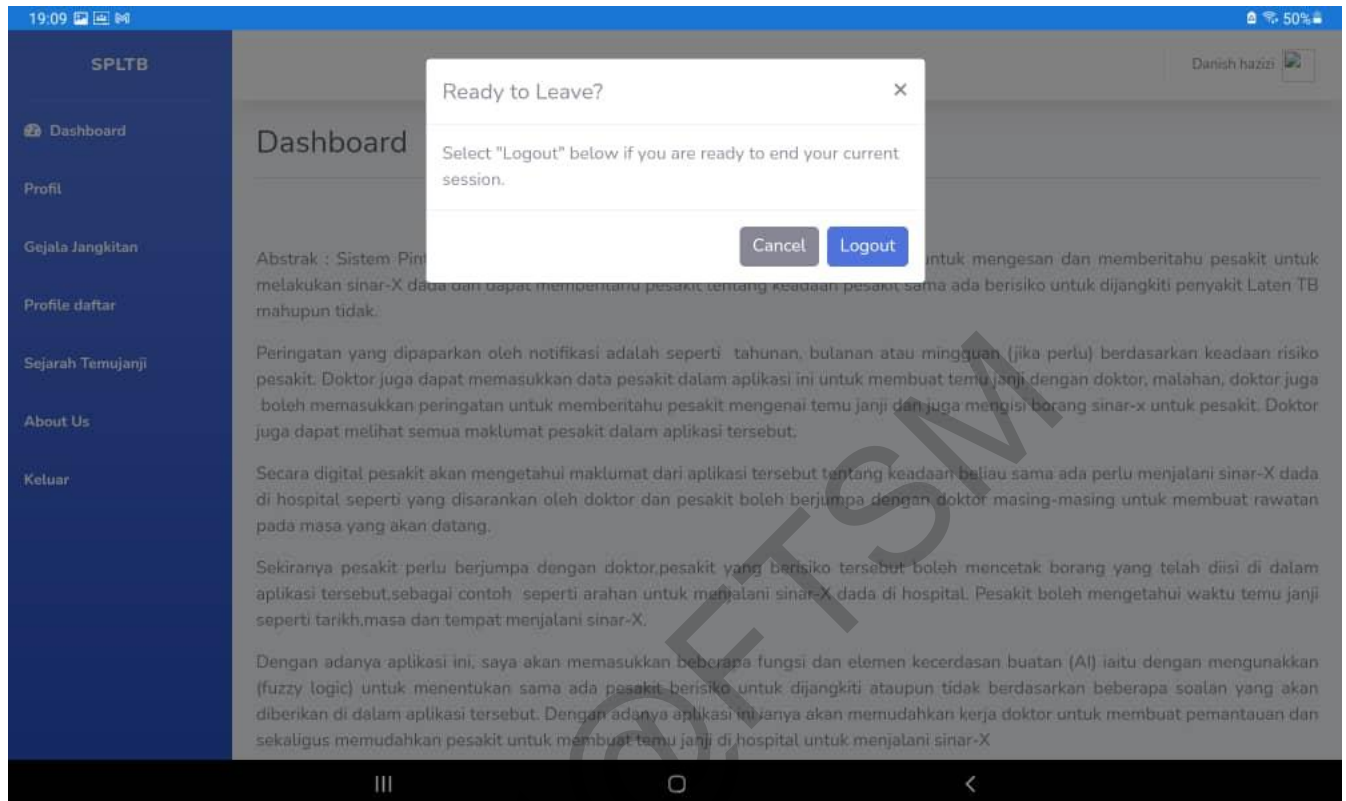 19:09 50%
SPLTB
Danish hazizi
Ready to Leave? ×
Select "Logout" below if you are ready to end your current
session.
Cancel Logout
Dashboard
Profil
Gejala Jangkitan
Profile daftar
Sejarah Temujanji
About Us
Keluar
Dashboard
Abstrak : Sistem untuk mengesan dan memberitahu pesakit untuk
melakukan sinar-X dada dan dapat memberitahu pesakit tentang keadaan pesakit sama ada berisiko untuk dijangkiti penyakit Laten TB
mahupun tidak.
Peringatan yang dipaparkan oleh notifikasi adalah seperti tahunan, bulanan atau mingguan (jika perlu) berdasarkan keadaan risiko
pesakit. Doktor juga dapat memasukkan data pesakit dalam aplikasi ini untuk membuat temu janji dengan doktor, malahan, doktor juga
boleh memasukkan peringatan untuk memberitahu pesakit mengenai temu janji dan juga mengisi borang sinar-x untuk pesakit. Doktor
juga dapat melihat semua maklumat pesakit dalam aplikasi tersebut.
Secara digital pesakit akan mengetahui maklumat dari aplikasi tersebut tentang keadaan beliau sama ada perlu menjalani sinar-X dada
di hospital seperti yang disarankan oleh doktor dan pesakit boleh berjumpa dengan doktor masing-masing untuk membuat rawatan
pada masa yang akan datang.
Sekiranya pesakit perlu berjumpa dengan doktor,pesakit yang berisiko tersebut boleh mencetak borang yang telah diisi di dalam
aplikasi tersebut,sebagai contoh seperti arahan untuk menjalani sinar-X dada di hospital. Pesakit boleh mengetahui waktu temu janji
seperti tarikh,masa dan tempat menjalani sinar-X.
Dengan adanya aplikasi ini, saya akan memasukkan beberapa fungsi dan elemen kecerdasan buatan (AI) iaitu dengan mengunakkan
(fuzzy logic) untuk menentukan sama ada pesakit berisiko untuk dijangkiti ataupun tidak berdasarkan beberapa soalan yang akan
diberikan di dalam aplikasi tersebut. Dengan adanya aplikasi ini ianya akan memudahkan kerja doktor untuk membuat pemantauan dan
sekaligus memudahkan pesakit untuk membuat temu janji di hospital untuk menjalani sinar-X
@FTSM